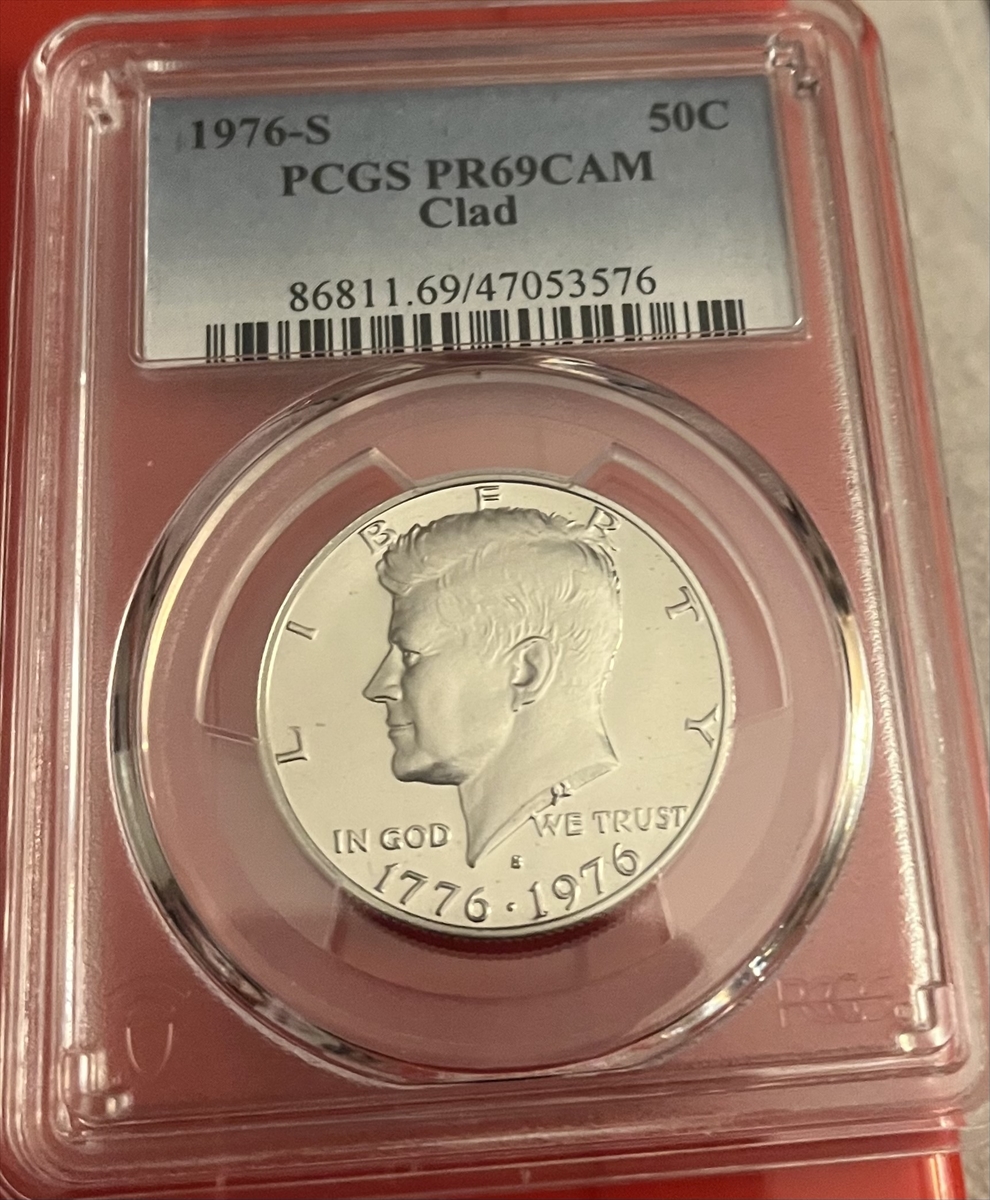 1976-S 50C
PCGS PR69CAM
Clad
86811.69/47053576
LIBERTY
IN GOD WE TRUST
S
1776 · 1976
PCGS